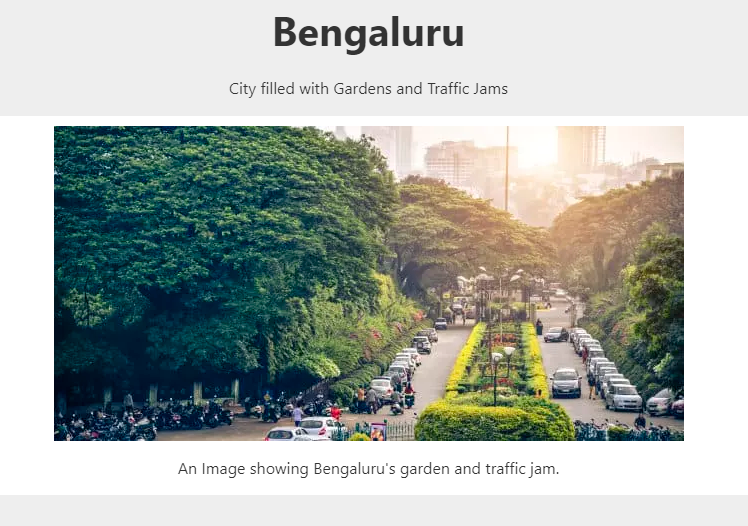 Bengaluru
City filled with Gardens and Traffic Jams
An Image showing Bengaluru's garden and traffic jam.